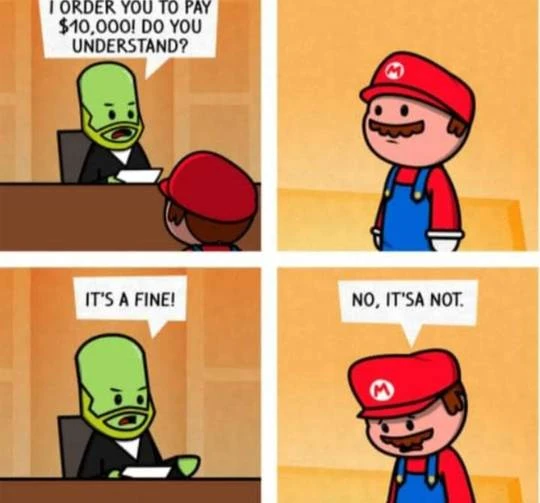 I ORDER YOU TO PAY
$10,000! DO YOU
UNDERSTAND?
M
IT'S A FINE!
NO, IT'SA NOT.
M